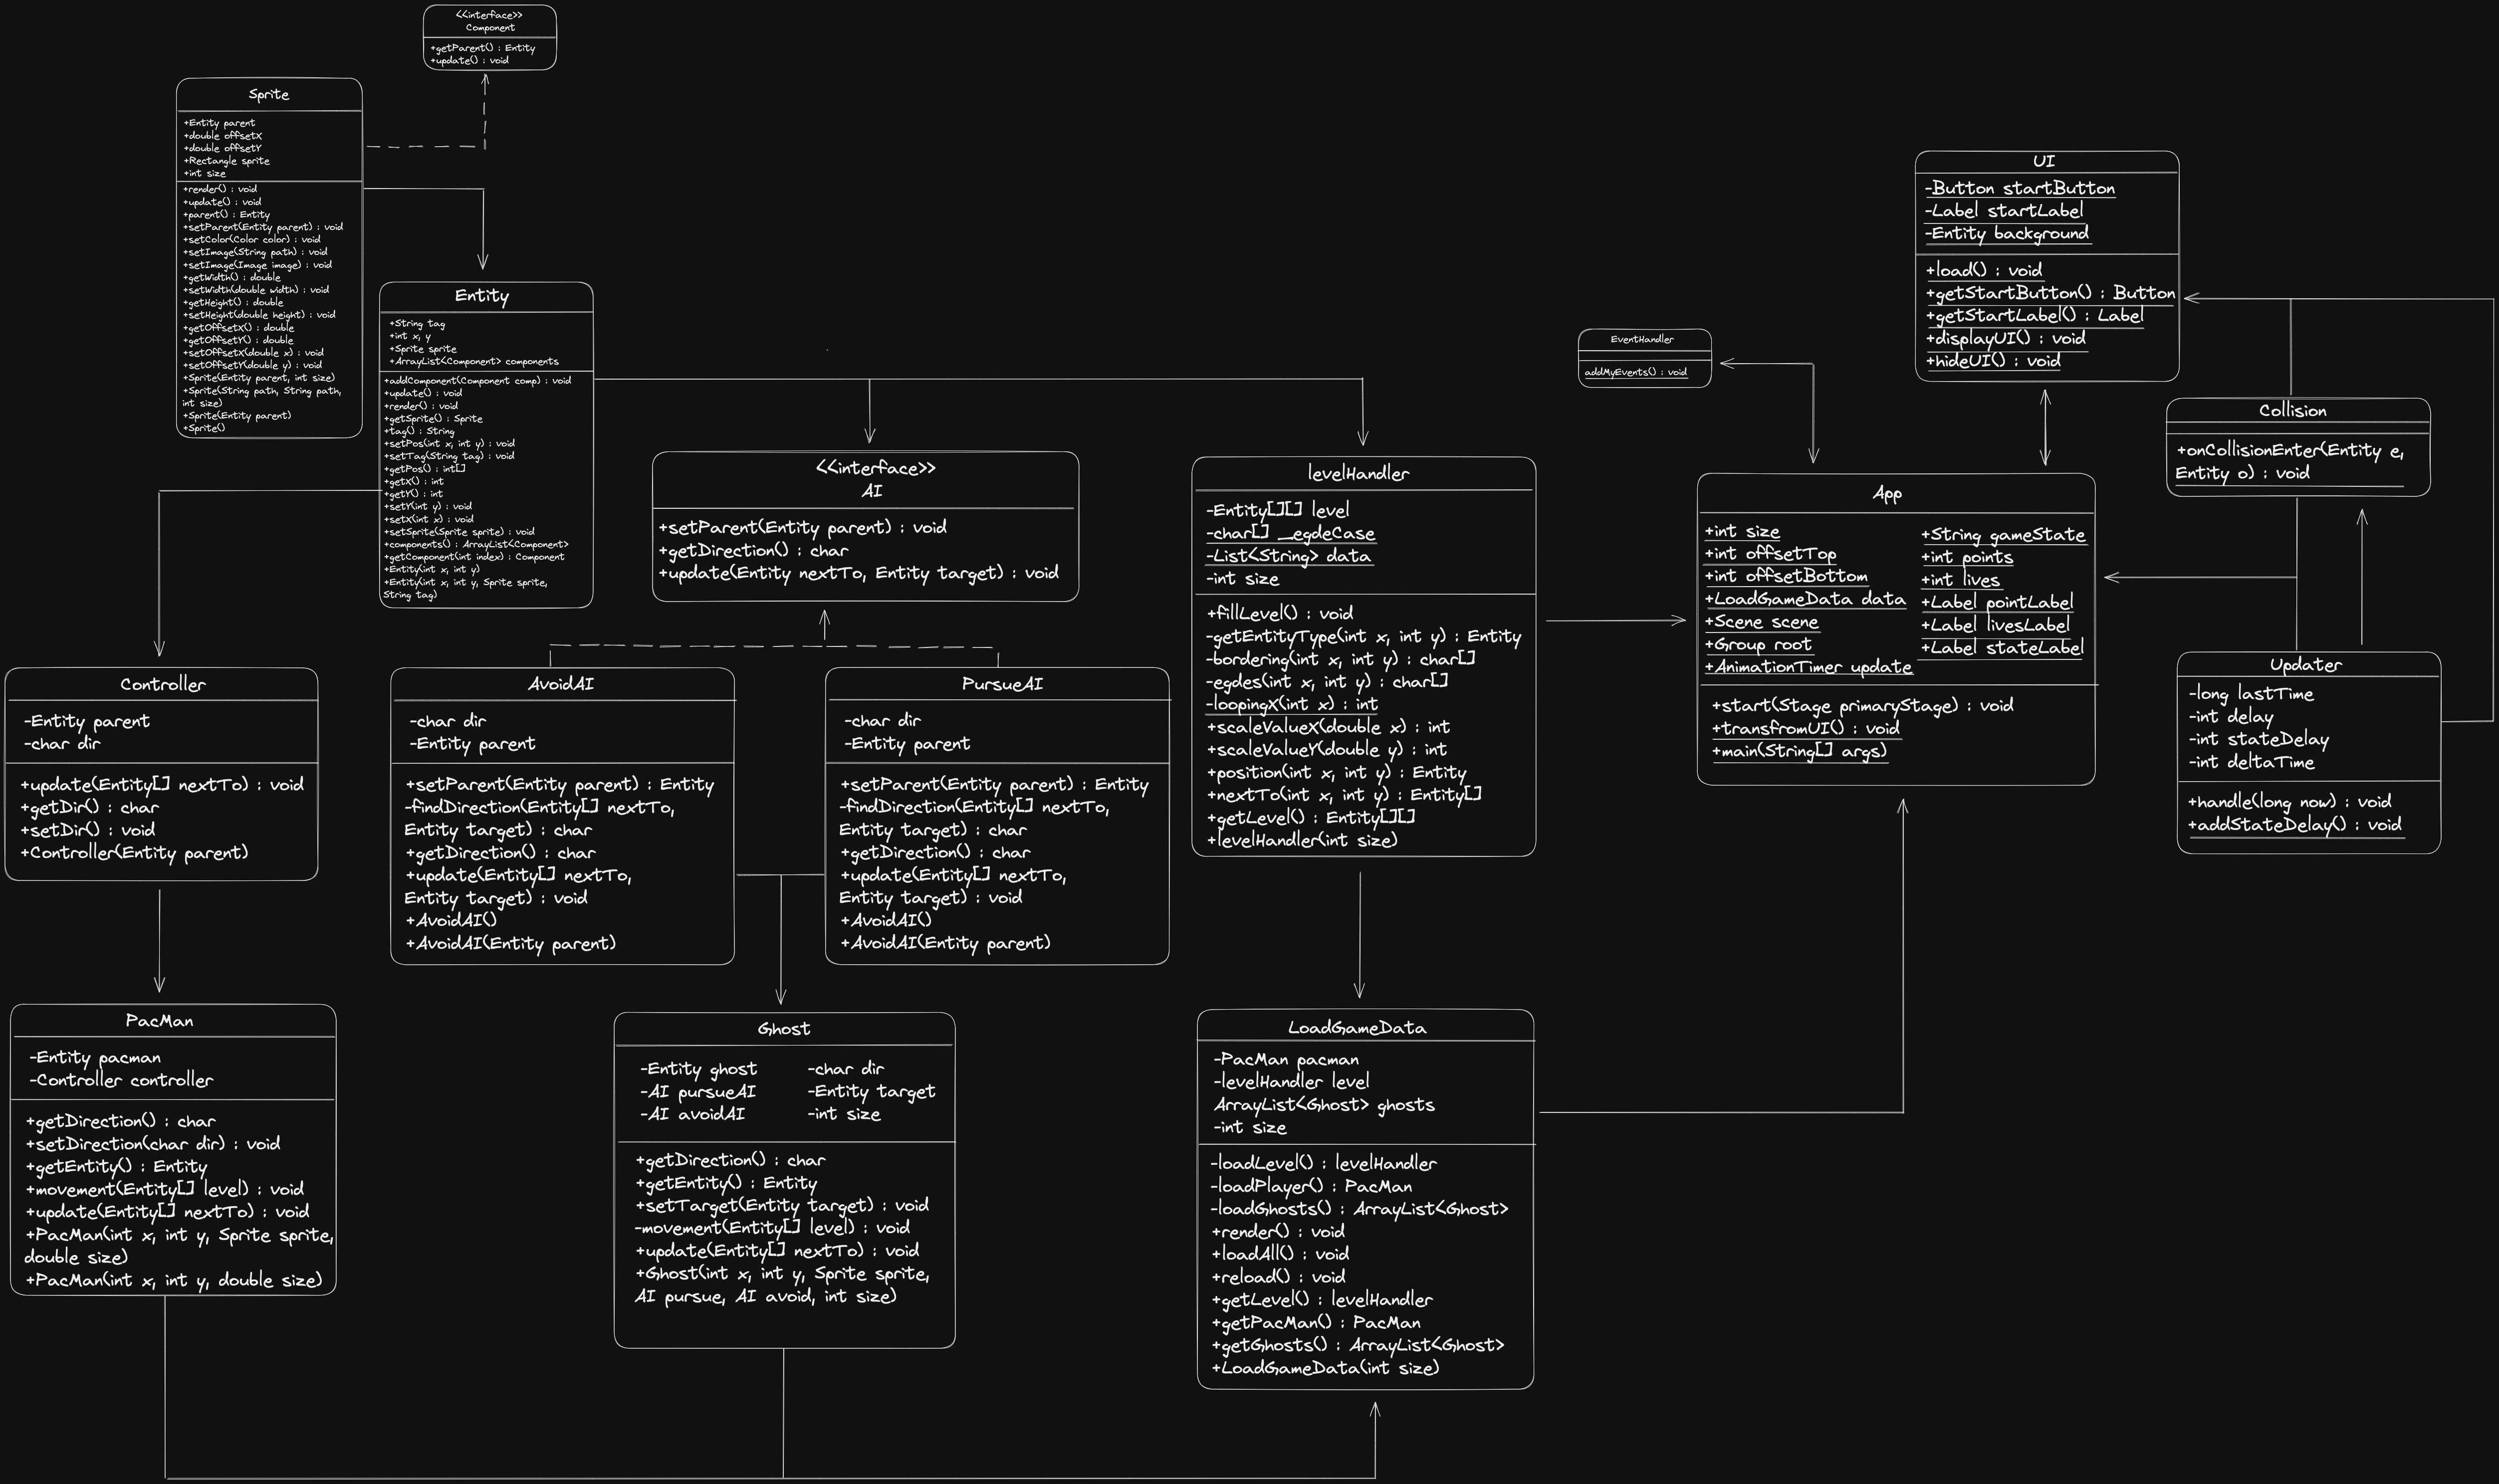 <<interface>>
Component
+getParent() : Entity
+update() : void
Sprite
+Entity parent
+double offsetX
+double offsetY
+Rectangle sprite
+int size
+render() : void
+update() : void
+parent() : Entity
+setParent(Entity parent) : void
+setColor(Color color) : void
+setImage(String path) : void
+setImage(Image image) : void
+getWidth() : double
+setWidth(double width) : void
+getHeight() : double
+setHeight(double height) : void
+getOffsetX() : double
+getOffsetY() : double
+setOffsetX(double x) : void
+setOffsetY(double y) : void
+Sprite(Entity parent, int size)
+Sprite(String path, String path,
int size)
+Sprite(Entity parent)
+Sprite()
Entity
+String tag
+int x, y
+Sprite sprite
+ArrayList<Component> components
+addComponent(Component comp) : void
+update() : void
+render() : void
+getSprite() : Sprite
+tag() : String
+setPos(int x, int y) : void
+setTag(String tag) : void
+getPos() : int[]
+getX() : int
+getY() : int
+setY(int y) : void
+setX(int x) : void
+setSprite(Sprite sprite) : void
+components() : ArrayList<Component>
+getComponent(int index) : Component
+Entity(int x, int y)
+Entity(int x, int y, Sprite sprite,
String tag)
<<interface>>
AI
+setParent(Entity parent) : void
+getDirection() : char
+update(Entity nextTo, Entity target) : void
levelHandler
-Entity[][] level
-char[] _egdeCase
-List<String> data
-int size
+fillLevel() : void
-getEntityType(int x, int y) : Entity
-bordering(int x, int y) : char[]
-egdes(int x, int y) : char[]
-loopingX(int x) : int
+scaleValueX(double x) : int
+scaleValueY(double y) : int
+position(int x, int y) : Entity
+nextTo(int x, int y) : Entity[]
+getLevel() : Entity[][]
+levelHandler(int size)
EventHandler
addMyEvents() : void
UI
-Button startButton
-Label startLabel
-Entity background
+load() : void
+getStartButton() : Button
+getStartLabel() : Label
+displayUI() : void
+hideUI() : void
Collision
+onCollisionEnter(Entity e,
Entity o) : void
App
+int size
+int offsetTop
+int offsetBottom
+LoadGameData data
+Scene scene
+Group root
+AnimationTimer update
+String gameState
+int points
+int lives
+Label pointLabel
+Label livesLabel
+Label stateLabel
+start(Stage primaryStage) : void
+transfromUI() : void
+main(String[] args)
Updater
-long lastTime
-int delay
-int stateDelay
-int deltaTime
+handle(long now) : void
+addStateDelay() : void
Controller
-Entity parent
-char dir
+update(Entity[] nextTo) : void
+getDir() : char
+setDir() : void
+Controller(Entity parent)
AvoidAI
-char dir
-Entity parent
+setParent(Entity parent) : Entity
-findDirection(Entity[] nextTo,
Entity target) : char
+getDirection() : char
+update(Entity[] nextTo,
Entity target) : void
+AvoidAI()
+AvoidAI(Entity parent)
PursueAI
-char dir
-Entity parent
+setParent(Entity parent) : Entity
-findDirection(Entity[] nextTo,
Entity target) : char
+getDirection() : char
+update(Entity[] nextTo,
Entity target) : void
+AvoidAI()
+AvoidAI(Entity parent)
PacMan
-Entity pacman
-Controller controller
+getDirection() : char
+setDirection(char dir) : void
+getEntity() : Entity
+movement(Entity[] level) : void
+update(Entity[] nextTo) : void
+PacMan(int x, int y, Sprite sprite,
double size)
+PacMan(int x, int y, double size)
Ghost
-Entity ghost
-AI pursueAI
-AI avoidAI
-char dir
-Entity target
-int size
+getDirection() : char
+getEntity() : Entity
+setTarget(Entity target) : void
-movement(Entity[] level) : void
+update(Entity[] nextTo) : void
+Ghost(int x, int y, Sprite sprite,
AI pursue, AI avoid, int size)
LoadGameData
-PacMan pacman
-levelHandler level
ArrayList<Ghost> ghosts
-int size
-loadLevel() : levelHandler
-loadPlayer() : PacMan
-loadGhosts() : ArrayList<Ghost>
+render() : void
+loadAll() : void
+reload() : void
+getLevel() : levelHandler
+getPacMan() : PacMan
+getGhosts() : ArrayList<Ghost>
+LoadGameData(int size)